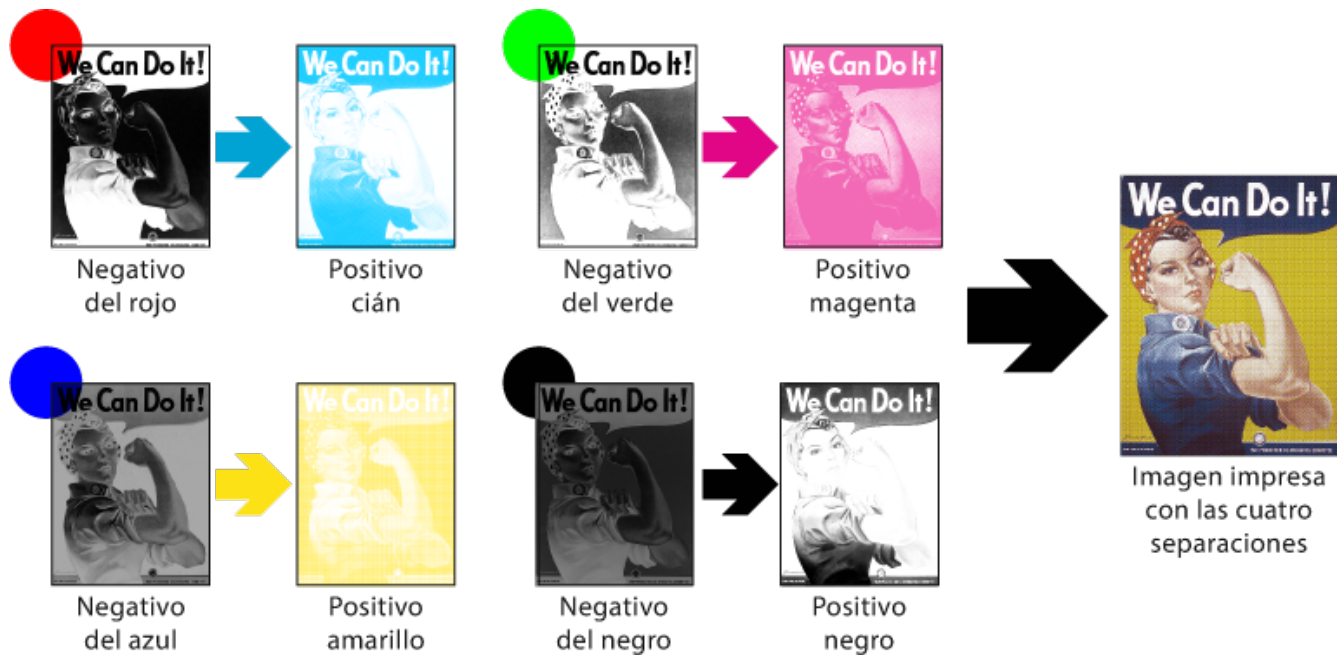 We Can Do It!
We Can Do It!
We Can Do It!
We Can Do It!
Negativo
del rojo
Positivo
cián
Negativo
del verde
Positivo
magenta
We Can Do It!
We Can Do It!
We Can Do It!
We Can Do It!
We Can Do It!
Negativo
del azul
Positivo
amarillo
Negativo
del negro
Positivo
negro
Imagen impresa
con las cuatro
separaciones